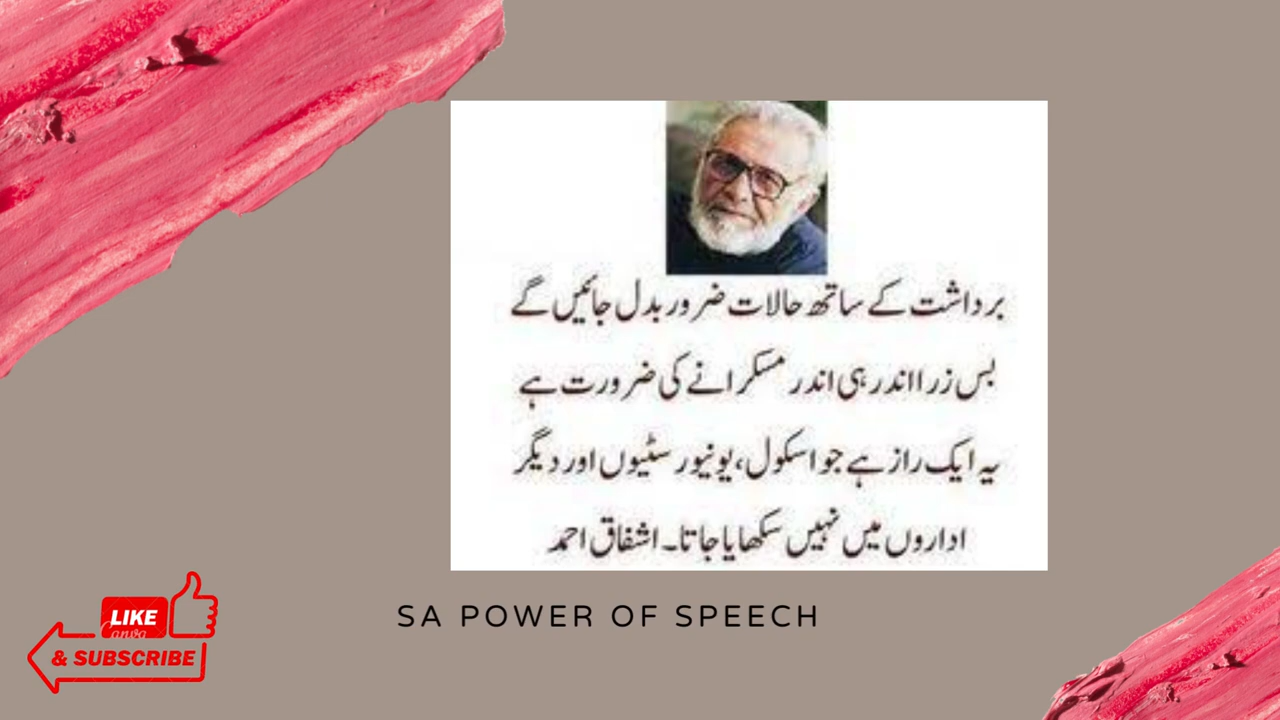 برداشت کے ساتھ حالات ضرور بدل جائیں گے
بس زرا اندر ہی اندر مسکرانے کی ضرورت ہے
یہ ایک راز ہے جو اسکول، یونیورسٹیوں اور دیگر
اداروں میں نہیں سکھایا جاتا۔ اشفاق احمد
SA POWER OF SPEECH
LIKE
Canva
& SUBSCRIBE